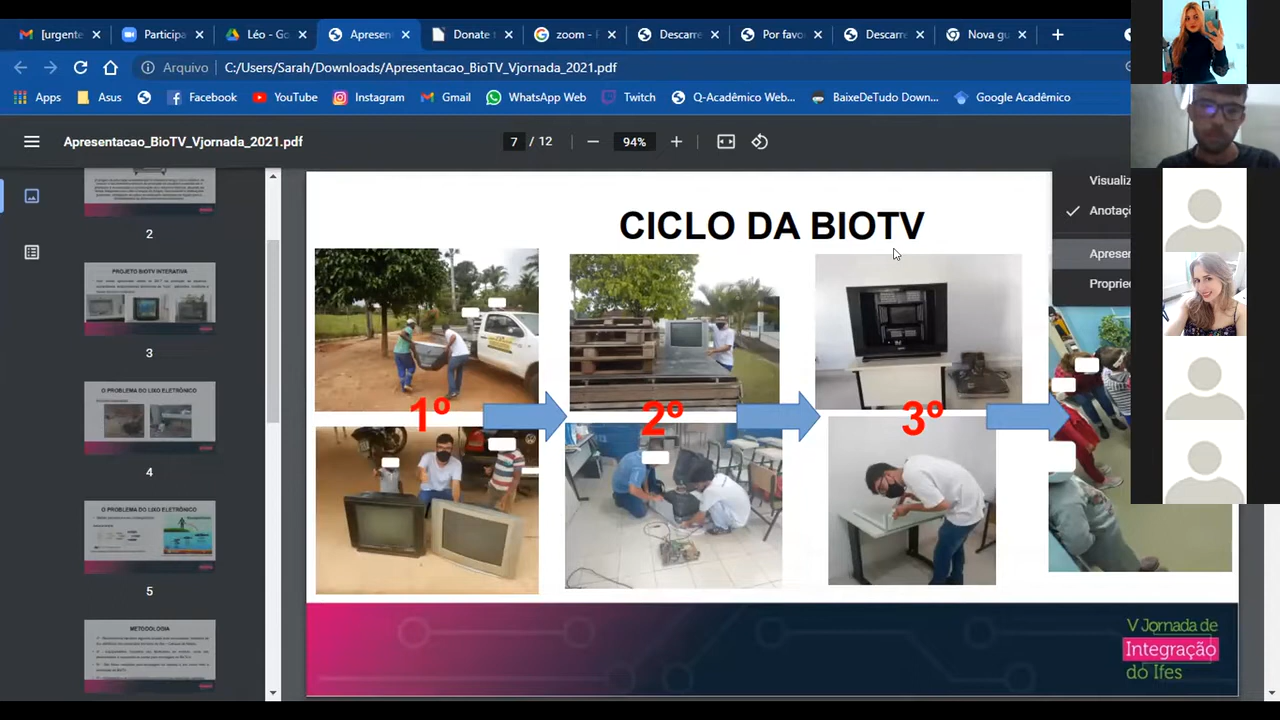 [urgente
Participa
Léo - Go
Apresen
Donate t
zoom - P
Descarre
Por favo
Descarre
Nova gu
Arquivo
C:/Users/Sarah/Downloads/Apresentacao_BioTV_Vjornada_2021.pdf
Apps
Asus
Facebook
YouTube
Instagram
Gmail
WhatsApp Web
Twitch
Q-Acadêmico Web...
BaixeDeTudo Down...
Google Acadêmico
Apresentacao_BioTV_Vjornada_2021.pdf
7 / 12
94%
Visualiz
Anotaçõ
Apresen
Proprie
2
PROJETO BIOTV INTERATIVA
3
O PROBLEMA DO LIXO ELETRÔNICO
4
O PROBLEMA DO LIXO ELETRÔNICO
5
METODOLOGIA
CICLO DA BIOTV
1º
2º
3º
V Jornada de
Integração
do Ifes